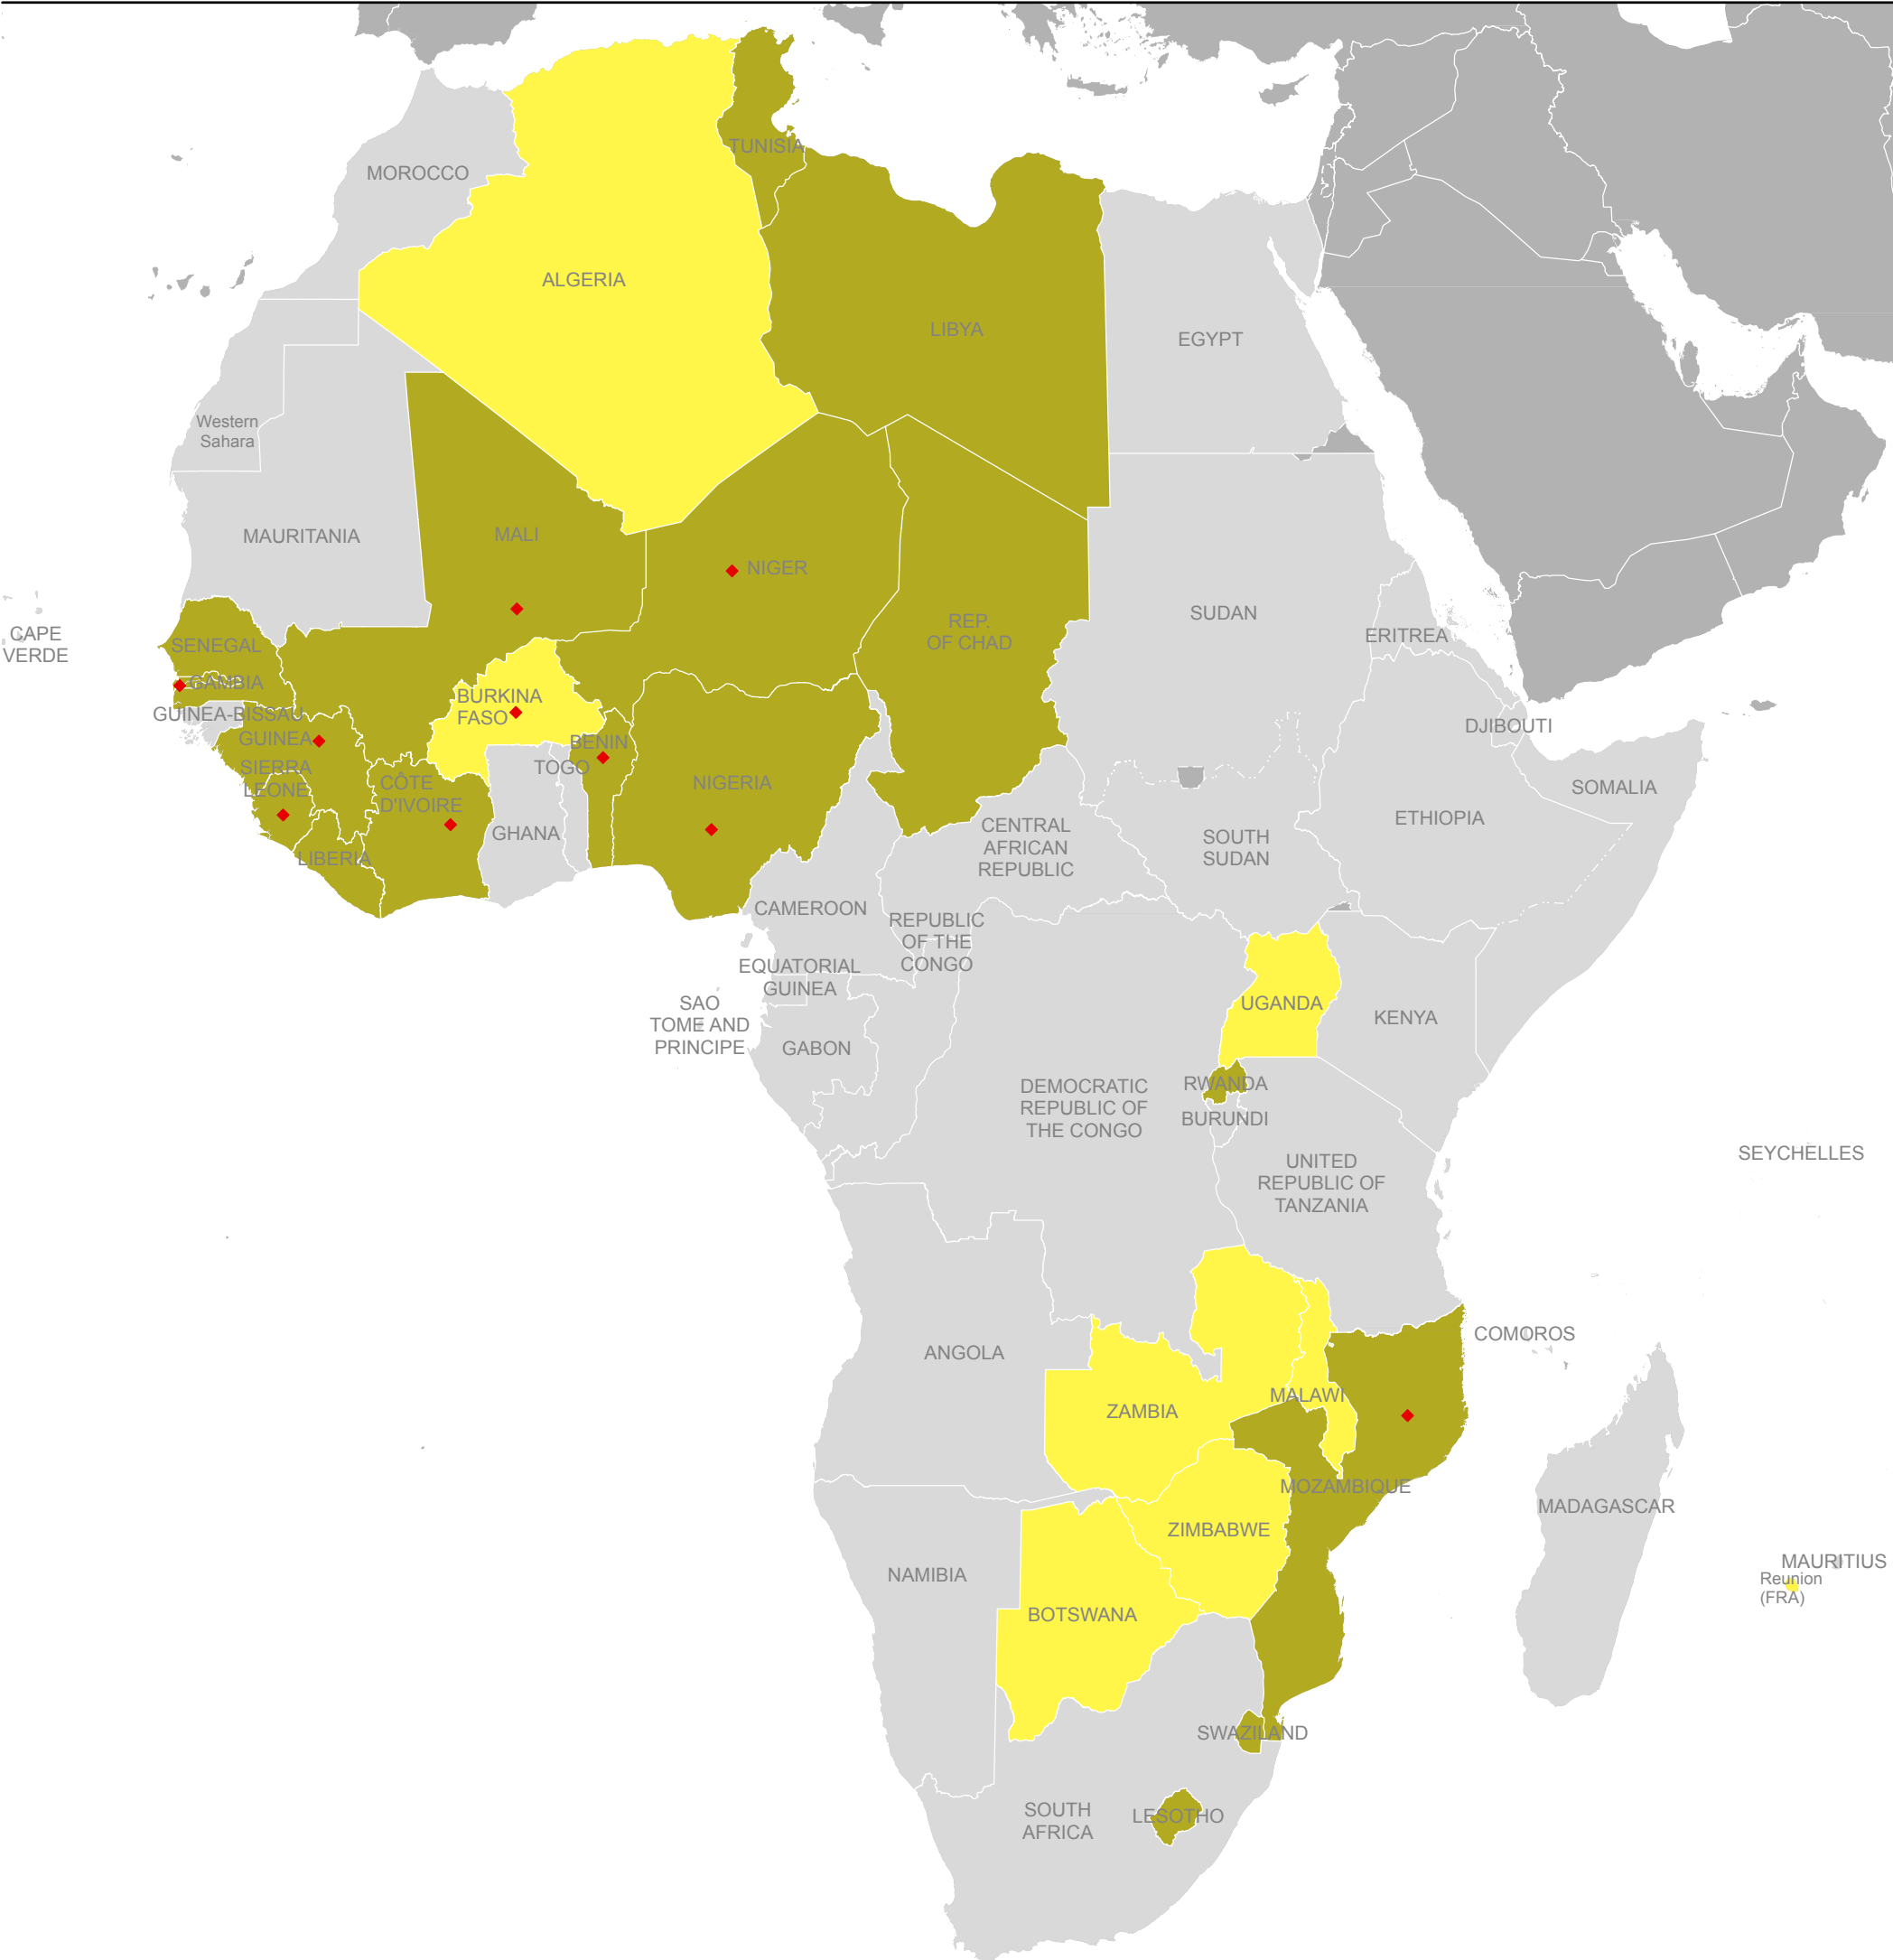 TUNISIA
MOROCCO
ALGERIA
LIBYA
EGYPT
Western
Sahara
MAURITANIA
MALI
NIGER
SUDAN
REP.
OF CHAD
ERITREA
CAPE
VERDE
SENEGAL
GAMBIA
BURKINA
FASO
GUINEA-BISSAU
GUINEA
BENIN
TOGO
DJIBOUTI
SIERRA
LEONE
CÔTE
D'IVOIRE
NIGERIA
SOMALIA
GHANA
CENTRAL
AFRICAN
REPUBLIC
SOUTH
SUDAN
ETHIOPIA
LIBERIA
CAMEROON
REPUBLIC
OF THE
CONGO
EQUATORIAL
GUINEA
SAO
TOME AND
PRINCIPE
UGANDA
KENYA
GABON
DEMOCRATIC
REPUBLIC OF
THE CONGO
RWANDA
BURUNDI
SEYCHELLES
UNITED
REPUBLIC OF
TANZANIA
COMOROS
ANGOLA
MALAWI
ZAMBIA
MOZAMBIQUE
MADAGASCAR
ZIMBABWE
MAURITIUS
Reunion
(FRA)
NAMIBIA
BOTSWANA
SWAZILAND
SOUTH
AFRICA
LESOTHO